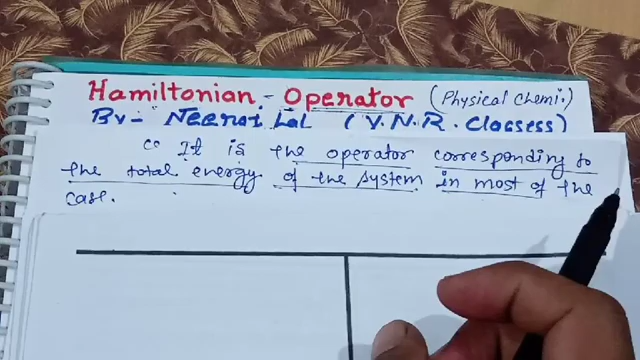 Hamiltonian - Operator (Physical Chemi.)
By - Neeraj Lal (V.N.R. Classess)
“ It is the operator corresponding to
the total energy of the system in most of the
case.